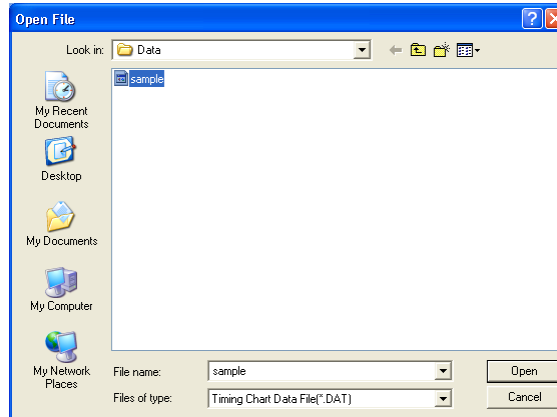 Open File
Look in:
Data
sample
My Recent
Documents
Desktop
My Documents
My Computer
My Network
Places
File name:
sample
Open
Files of type:
Timing Chart Data File(*.DAT)
Cancel